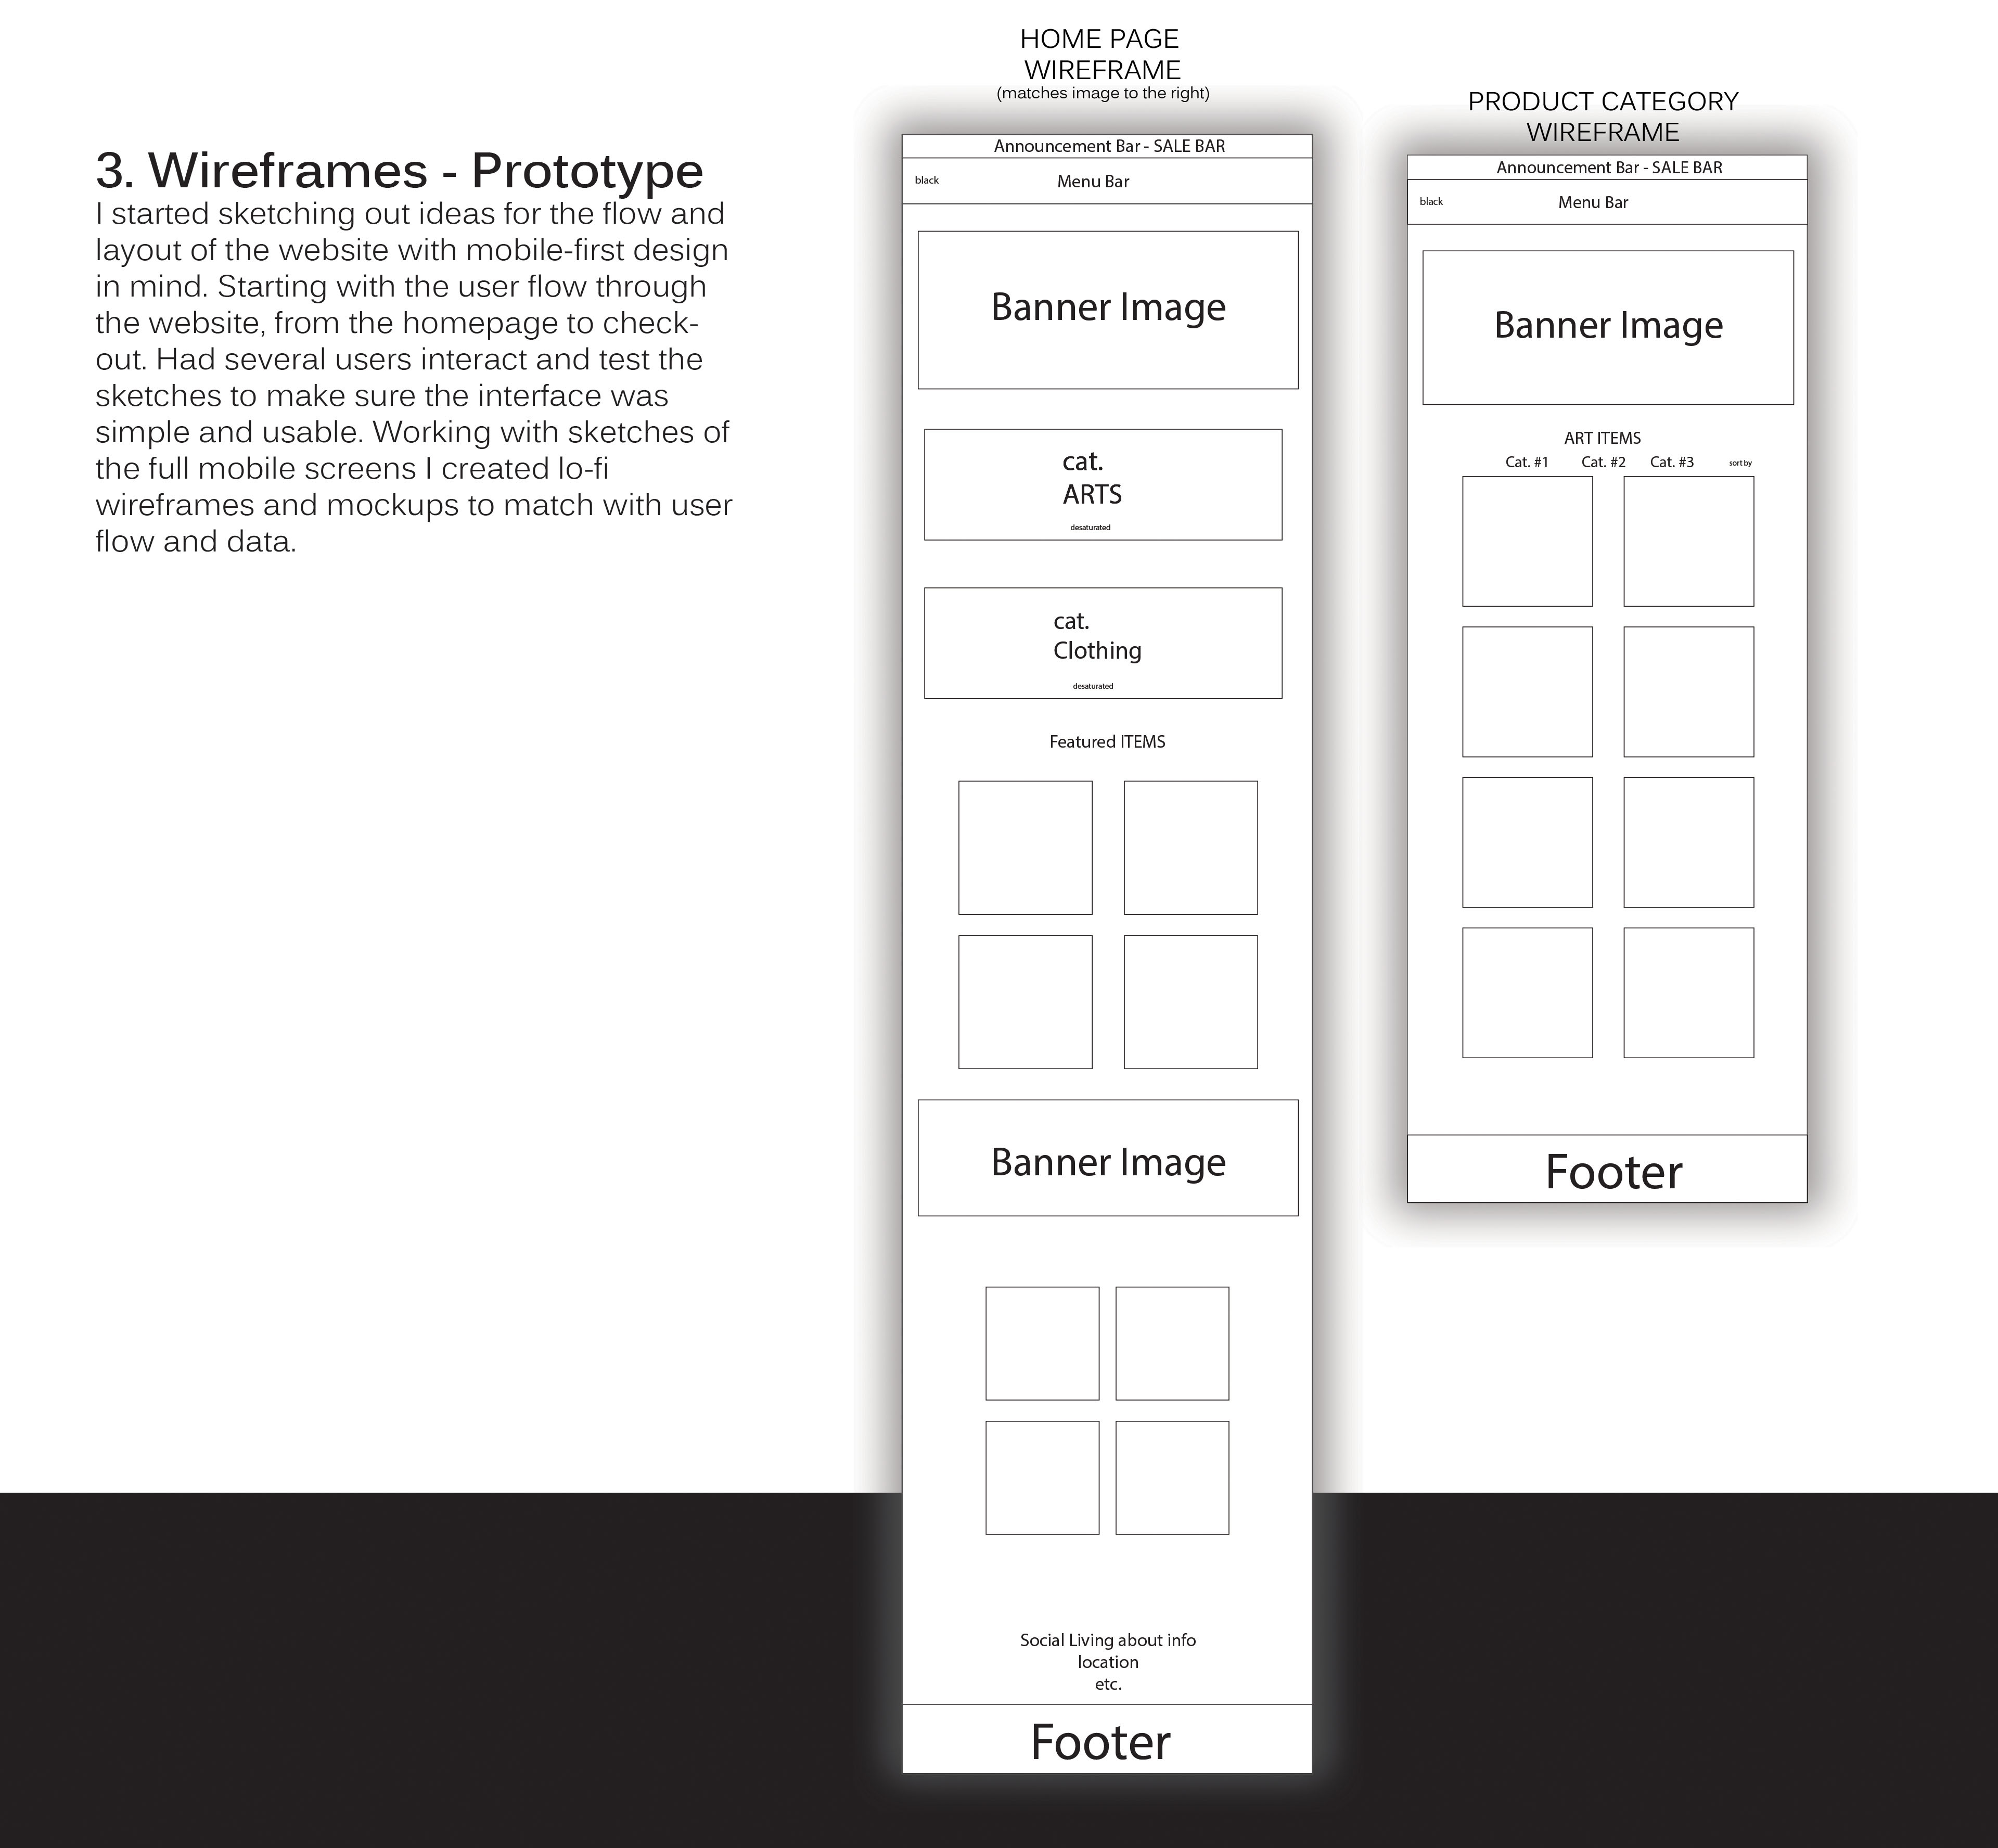 3. Wireframes - Prototype
I started sketching out ideas for the flow and
layout of the website with mobile-first design
in mind. Starting with the user flow through
the website, from the homepage to check-
out. Had several users interact and test the
sketches to make sure the interface was
simple and usable. Working with sketches of
the full mobile screens I created lo-fi
wireframes and mockups to match with user
flow and data.
HOME PAGE
WIREFRAME
(matches image to the right)
Announcement Bar - SALE BAR
black Menu Bar
Banner Image
cat.
ARTS
desaturated
cat.
Clothing
desaturated
Featured ITEMS
Banner Image
Social Living about info
location
etc.
Footer
PRODUCT CATEGORY
WIREFRAME
Announcement Bar - SALE BAR
black Menu Bar
Banner Image
ART ITEMS
Cat. #1 Cat. #2 Cat. #3 sort by
Footer